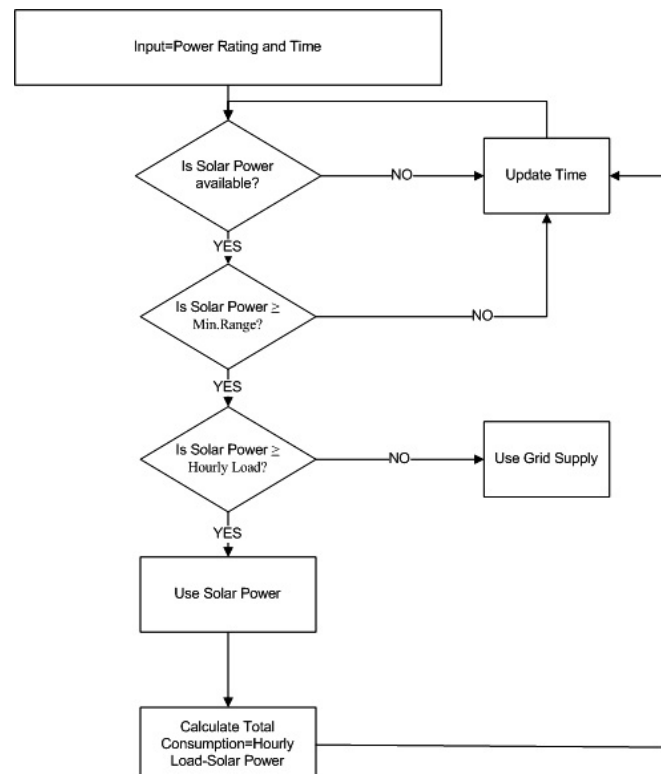 Input=Power Rating and Time
Is Solar Power
available?
NO
Update Time
YES
Is Solar Power ≥
Min.Range?
NO
YES
Is Solar Power ≥
Hourly Load?
NO
Use Grid Supply
YES
Use Solar Power
Calculate Total
Consumption=Hourly
Load-Solar Power